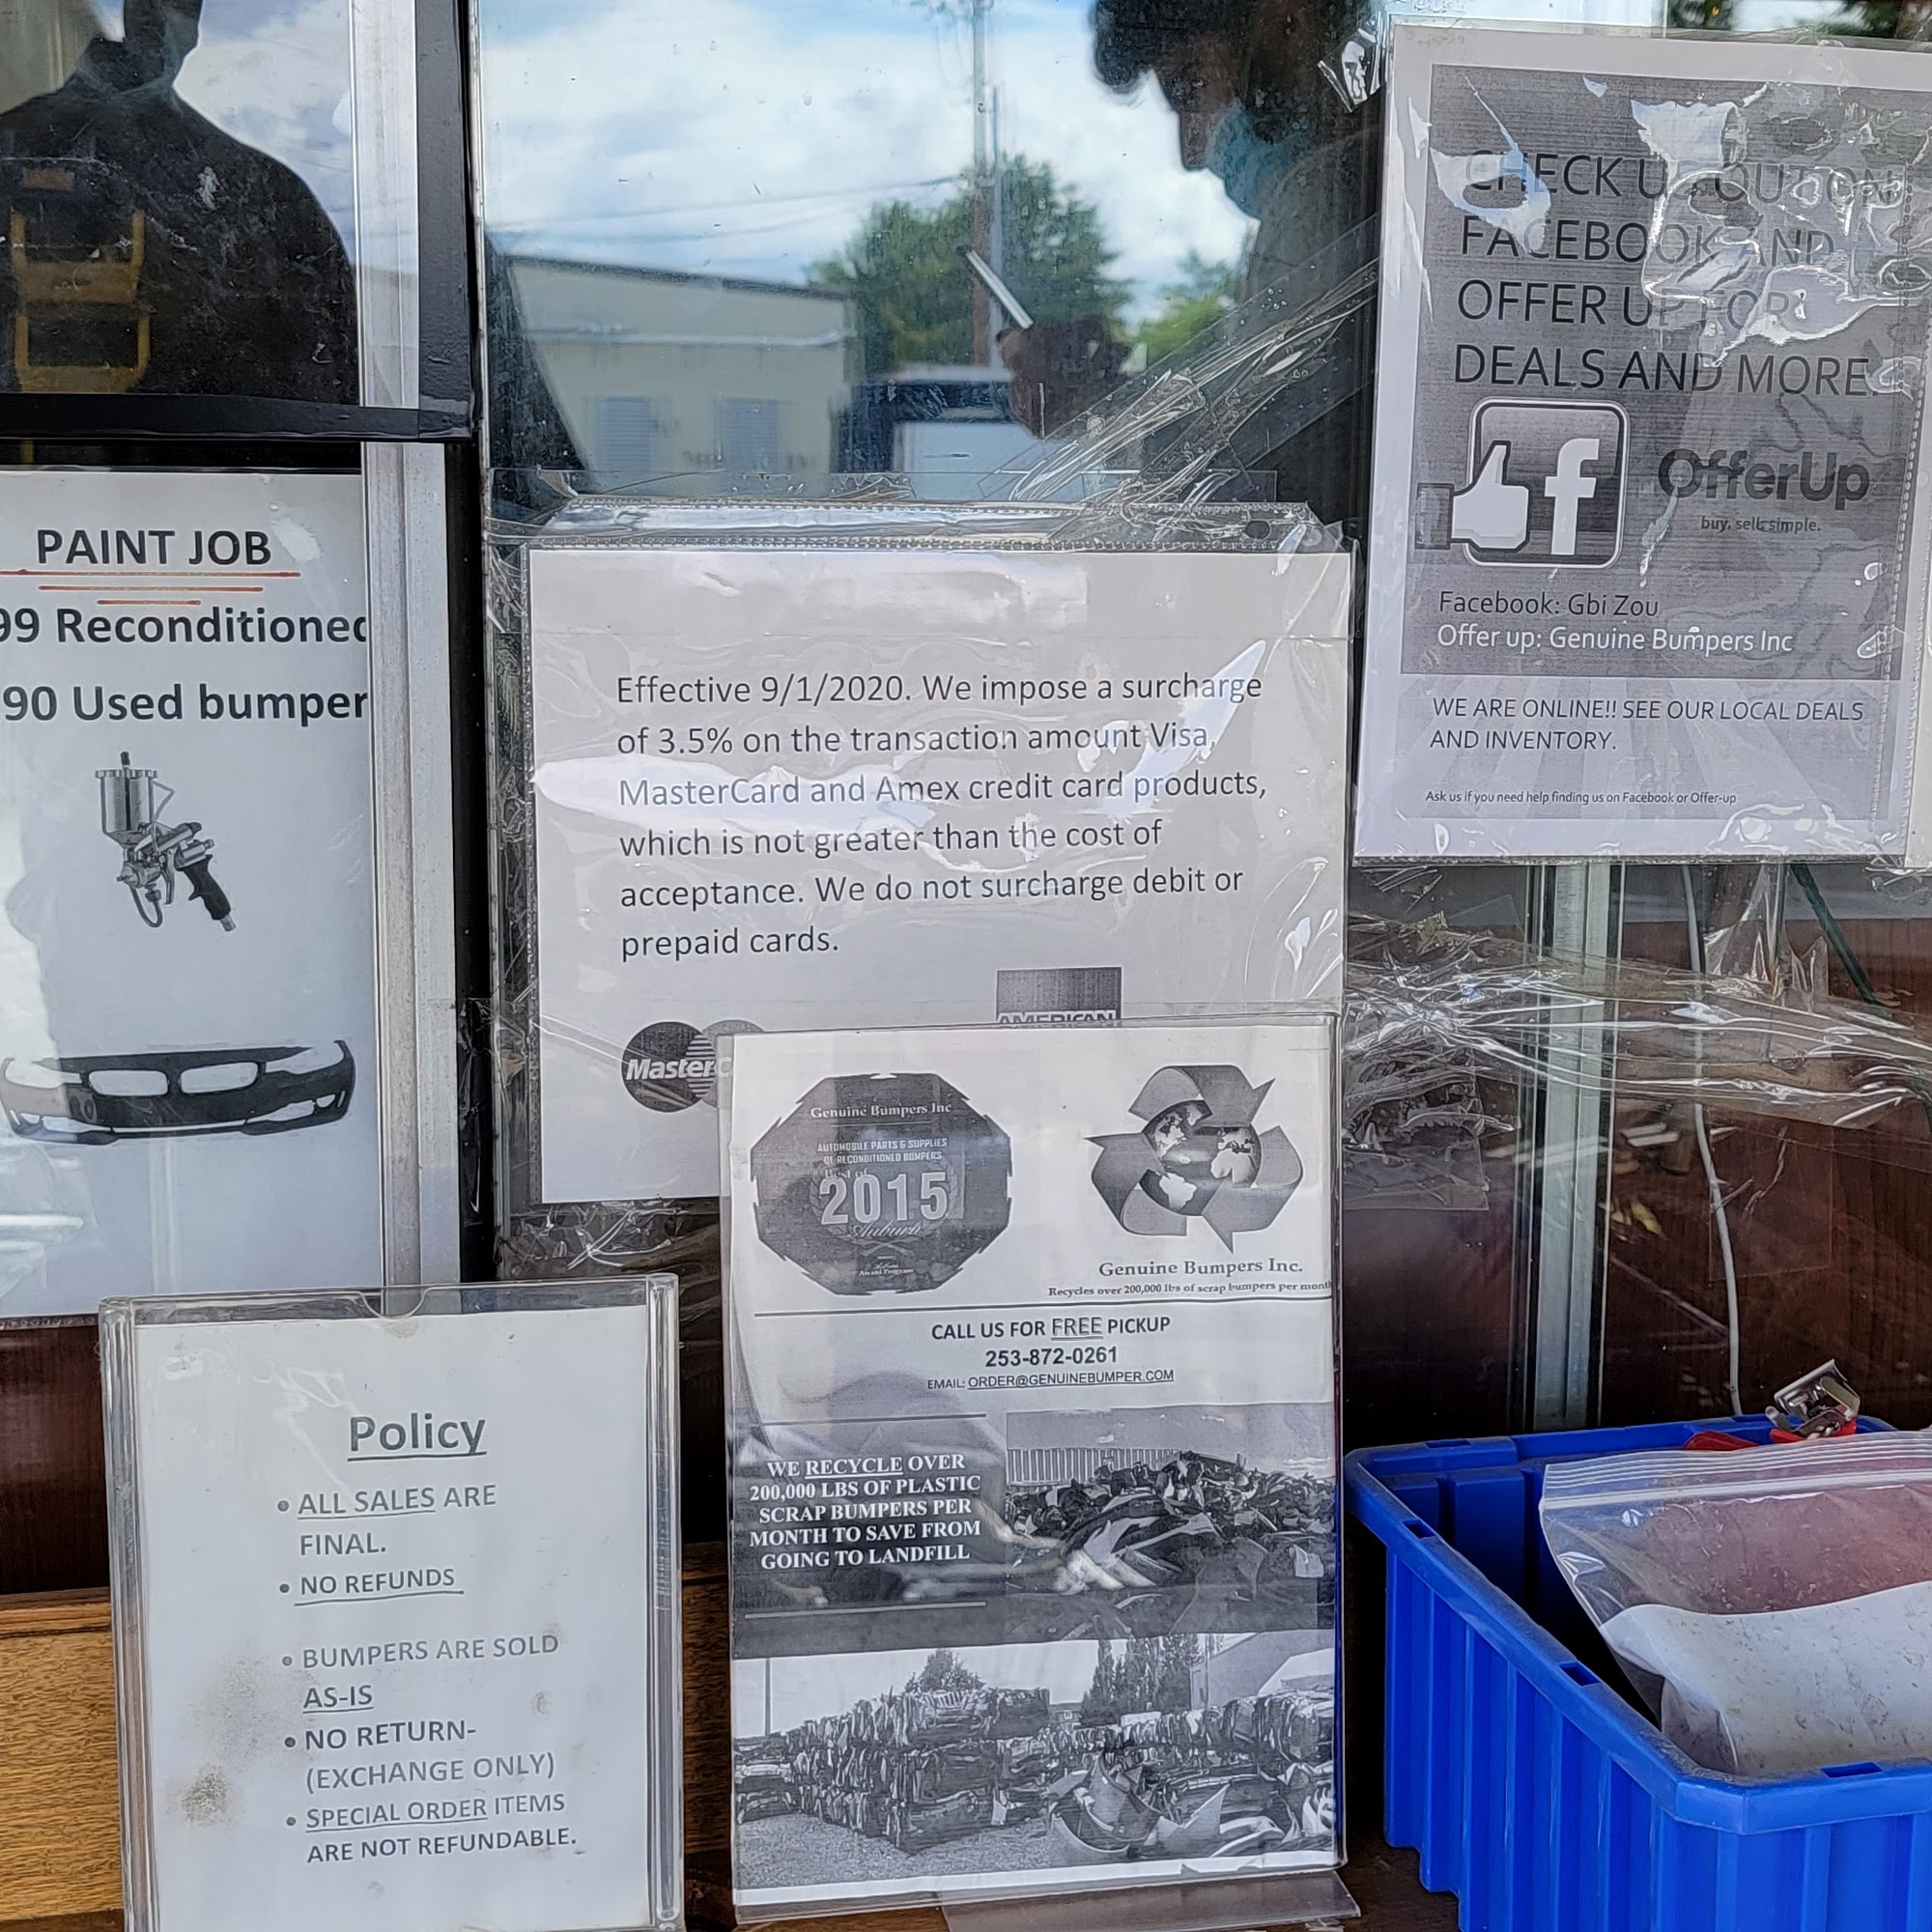 PAINT JOB
99 Reconditioned
90 Used bumper
Effective 9/1/2020. We impose a surcharge
of 3.5% on the transaction amount Visa,
MasterCard and Amex credit card products,
which is not greater than the cost of
acceptance. We do not surcharge debit or
prepaid cards.
AMERICAN
MasterC
CHECK US OUT ON
FACEBOOK AND
OFFER UP FOR
DEALS AND MORE.
f
OfferUp
buy. sell. simple.
Facebook: Gbi Zou
Offer up: Genuine Bumpers Inc
WE ARE ONLINE!! SEE OUR LOCAL DEALS
AND INVENTORY.
Ask us if you need help finding us on Facebook or Offer-up
Genuine Bumpers Inc
AUTOMOBILE PARTS & SUPPLIES
OF RECONDITIONED BUMPERS
Best of
2015
Auburn
Award Program
Genuine Bumpers Inc.
Recycles over 200,000 lbs of scrap bumpers per month
CALL US FOR FREE PICKUP
253-872-0261
EMAIL: ORDER@GENUINEBUMPER.COM
WE RECYCLE OVER
200,000 LBS OF PLASTIC
SCRAP BUMPERS PER
MONTH TO SAVE FROM
GOING TO LANDFILL
Policy
• ALL SALES ARE
FINAL.
• NO REFUNDS
• BUMPERS ARE SOLD
AS-IS
• NO RETURN-
(EXCHANGE ONLY)
• SPECIAL ORDER ITEMS
ARE NOT REFUNDABLE.